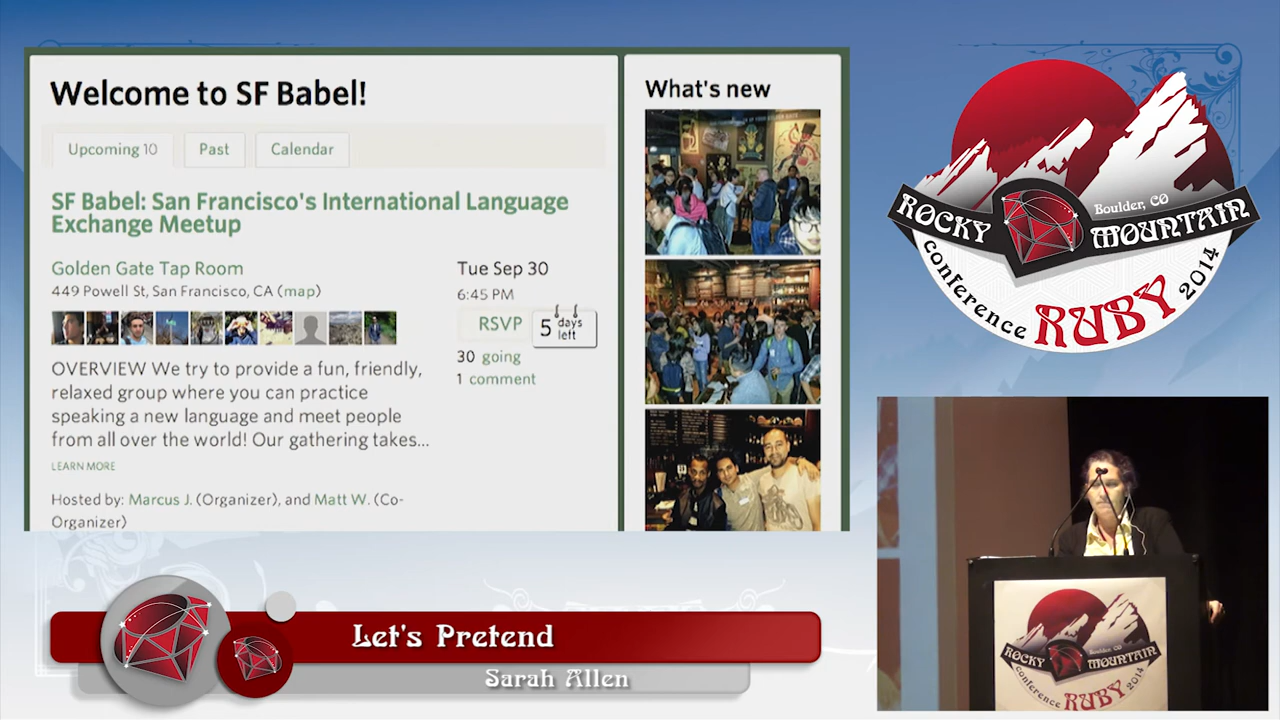 Welcome to SF Babel!
Upcoming 10
Past
Calendar
SF Babel: San Francisco's International Language
Exchange Meetup
Golden Gate Tap Room
449 Powell St, San Francisco, CA (map)
Tue Sep 30
6:45 PM
RSVP
5 days left
30 going
1 comment
OVERVIEW We try to provide a fun, friendly,
relaxed group where you can practice
speaking a new language and meet people
from all over the world! Our gathering takes...
LEARN MORE
Hosted by: Marcus J. (Organizer), and Matt W. (Co-
Organizer)
What's new
Boulder, CO
ROCKY MOUNTAIN
conference RUBY 2014
Let's Pretend
Sarah Allen
Boulder, CO
ROCKY MOUNTAIN
conference RUBY 2014